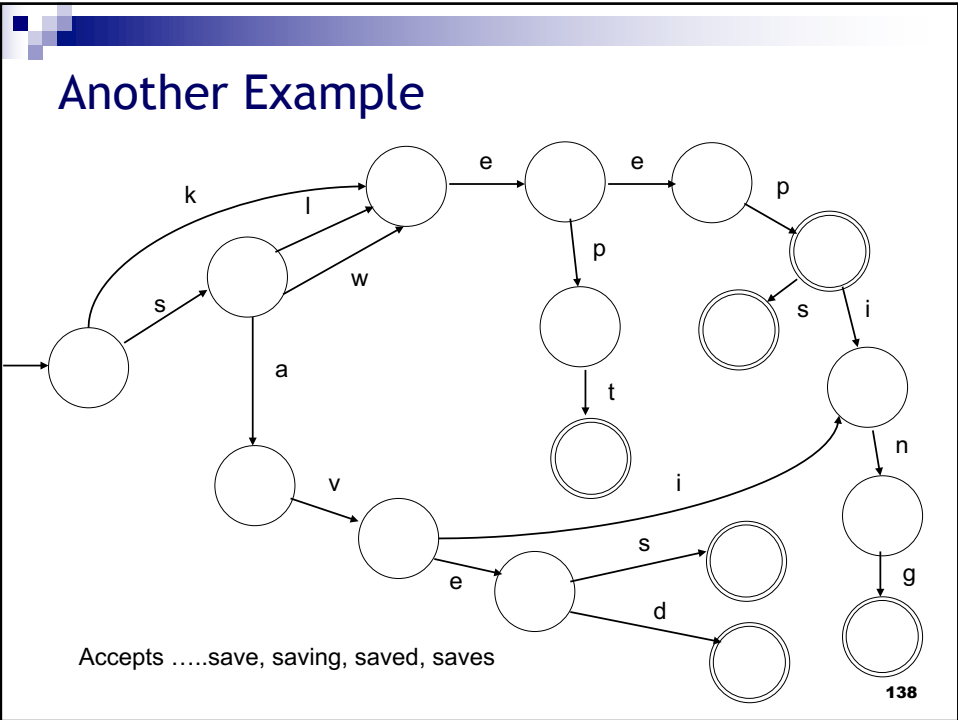 Another Example
e
e
p
k
l
w
p
s
s
i
a
t
n
v
i
s
e
g
d
Accepts …..save, saving, saved, saves
138